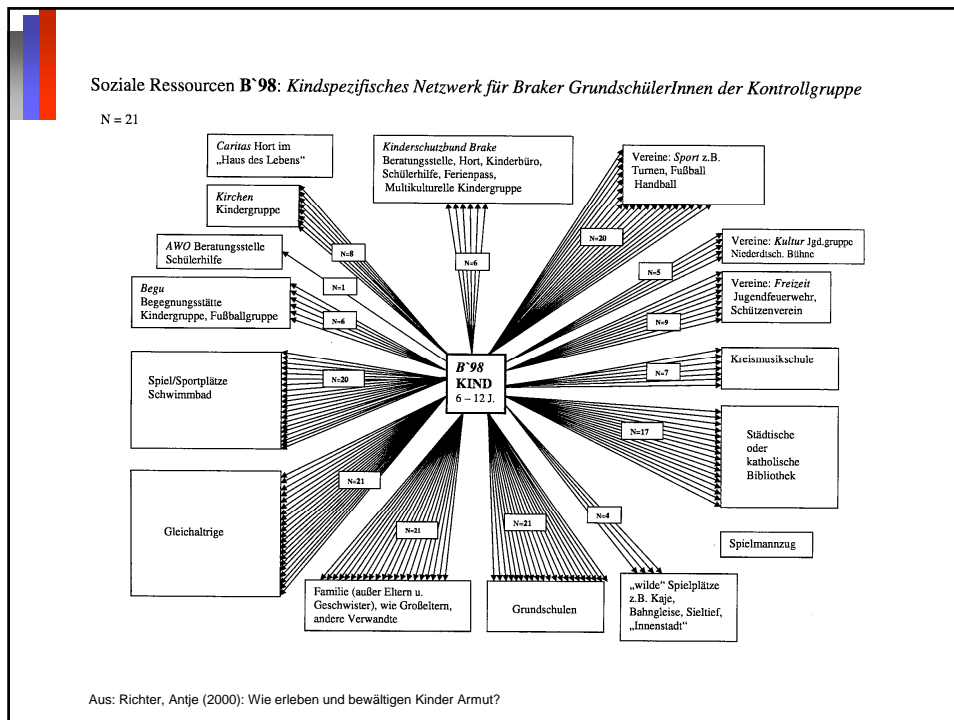 Soziale Ressourcen B`98: Kindspezifisches Netzwerk für Braker GrundschülerInnen der Kontrollgruppe
N = 21
Caritas Hort im
„Haus des Lebens“
Kinderschutzbund Brake
Beratungsstelle, Hort, Kinderbüro,
Schülerhilfe, Ferienpass,
Multikulturelle Kindergruppe
Vereine: Sport z.B.
Turnen, Fußball
Handball
Kirchen
Kindergruppe
AWO Beratungsstelle
Schülerhilfe
Begu
Begegnungsstätte
Kindergruppe, Fußballgruppe
Vereine: Kultur Jgd.gruppe
Niederdtsch. Bühne
Vereine: Freizeit
Jugendfeuerwehr,
Schützenverein
N=8
N=6
N=20
N=5
N=1
N=6
N=9
Spiel/Sportplätze
Schwimmbad
N=20
B`98
KIND
6 – 12 J.
N=7
Kreismusikschule
N=17
Städtische
oder
katholische
Bibliothek
Gleichaltrige
N=21
N=21
N=21
N=4
Spielmannzug
Familie (außer Eltern u.
Geschwister), wie Großeltern,
andere Verwandte
Grundschulen
„wilde“ Spielplätze
z.B. Kaje,
Bahngleise, Sieltief,
„Innenstadt“
Aus: Richter, Antje (2000): Wie erleben und bewältigen Kinder Armut?